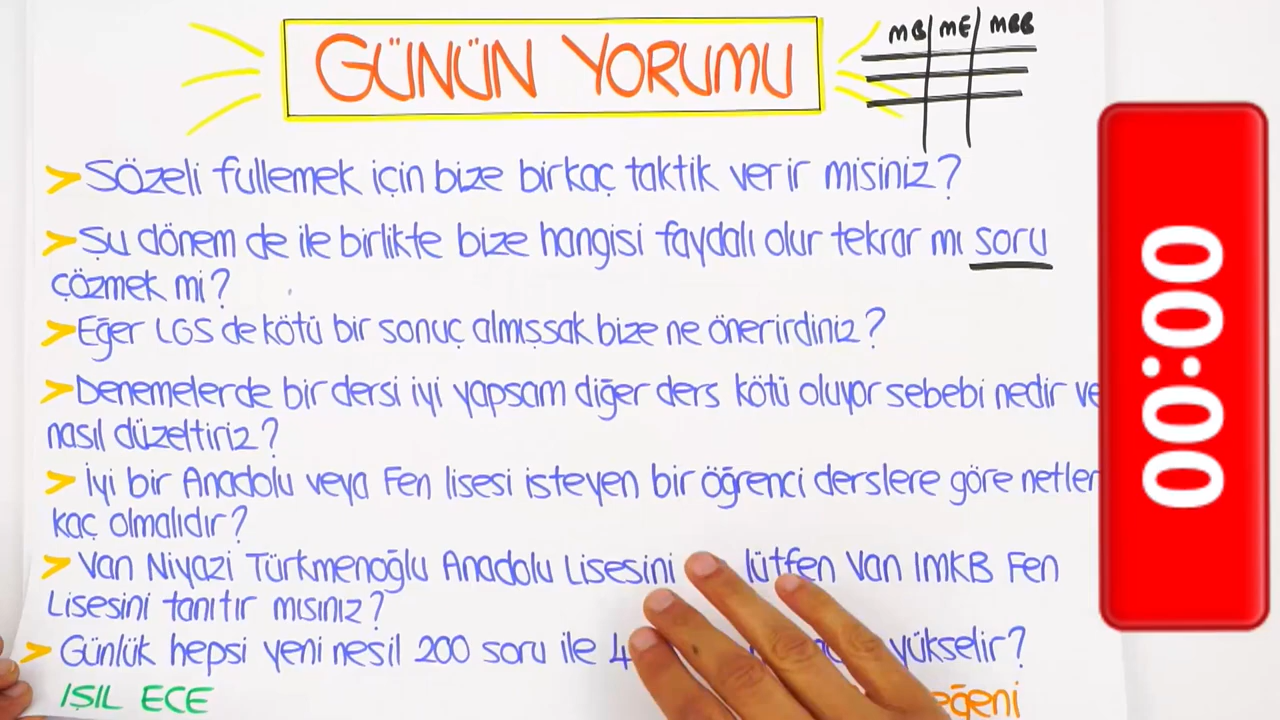 GÜNÜN YORUMU
MB ME MBB
> Sözeli fullemek için bize birkaç taktik verir misiniz?
> Şu dönem de ile birlikte bize hangisi faydalı olur tekrar mı soru
çözmek mi?
> Eğer LGS de kötü bir sonuç almışsak bize ne önerirdiniz?
> Denemelerde bir dersi iyi yapsam diğer ders kötü oluyor sebebi nedir ve
nasıl düzeltiriz?
> İyi bir Anadolu veya Fen lisesi isteyen bir öğrenci derslere göre netler
kaç olmalıdır?
> Van Niyazi Türkmenoğlu Anadolu Lisesini lütfen Van IMKB Fen
Lisesini tanıtır mısınız?
> Günlük hepsi yeni nesil 200 soru ile yükselir?
IŞIL ECE
00:00